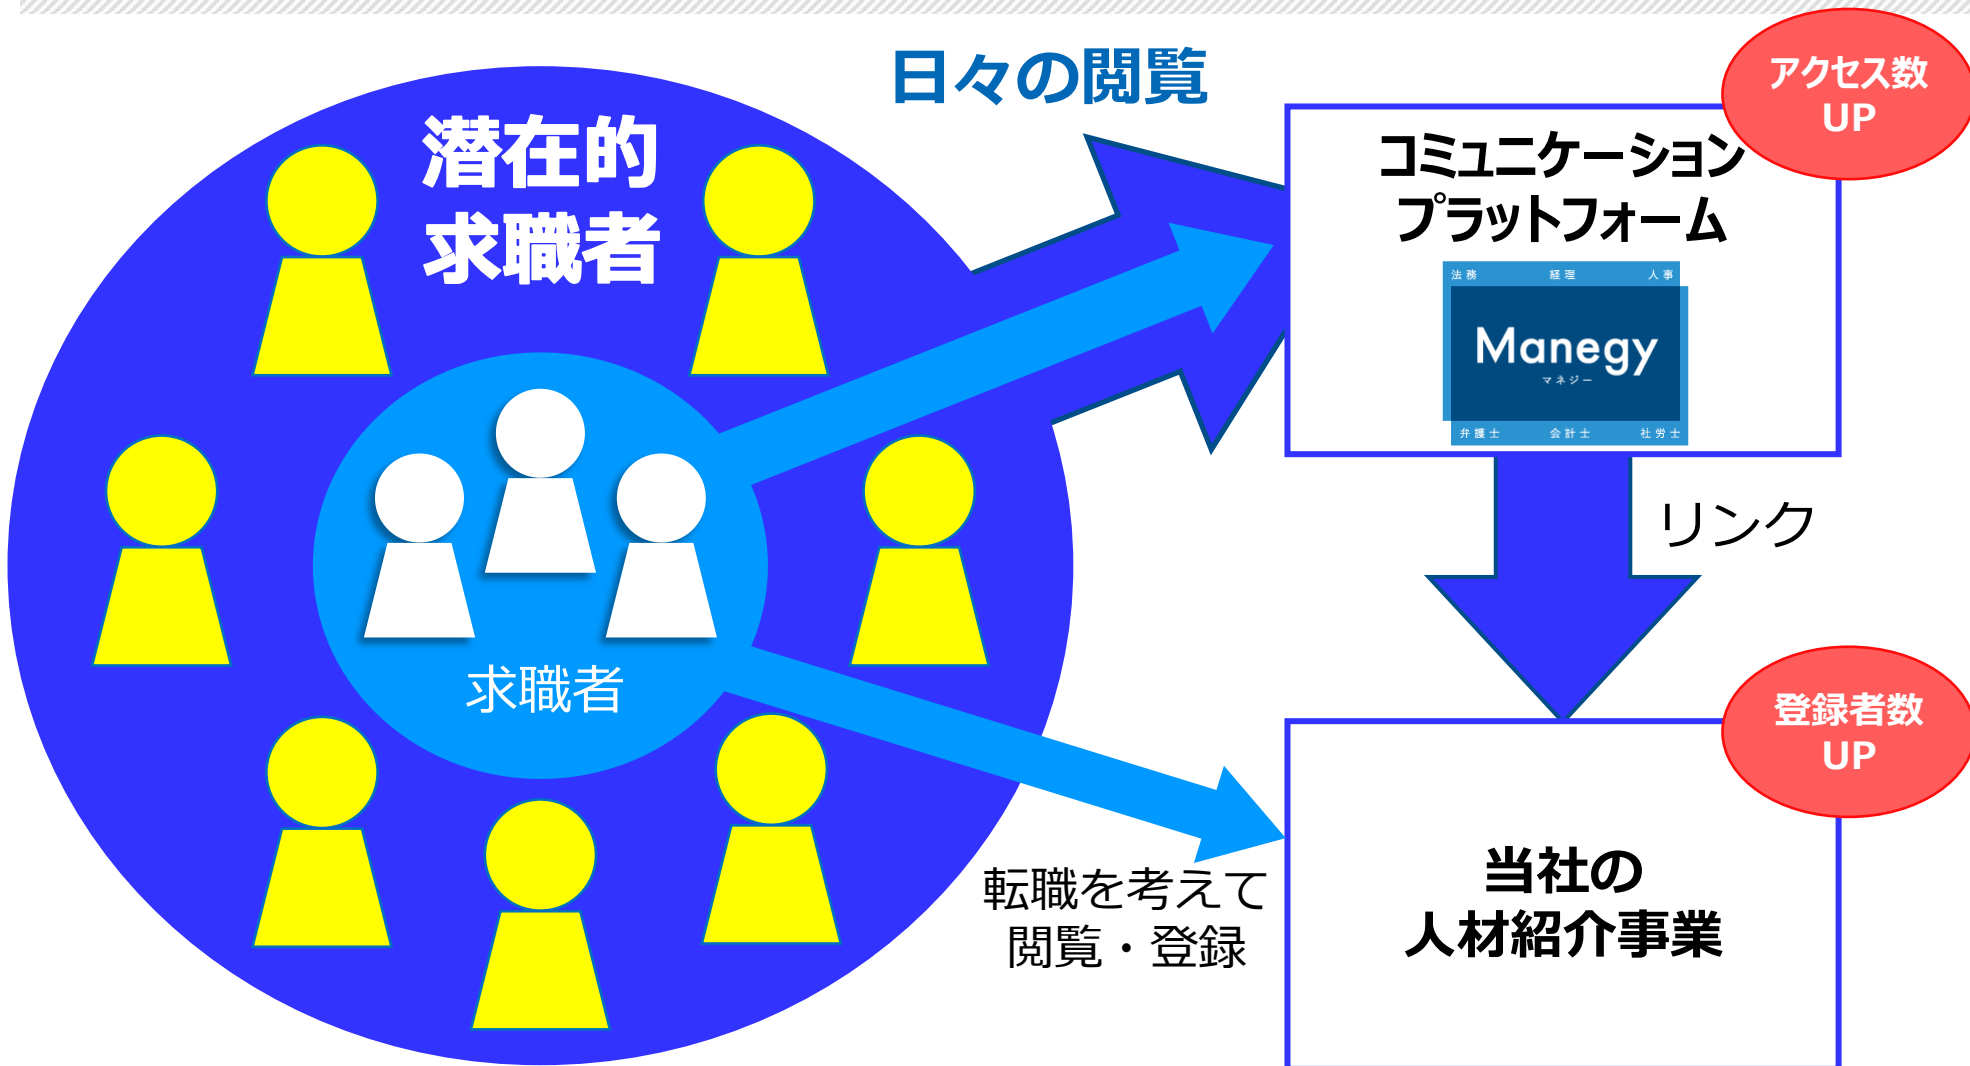 日々の閲覧
アクセス数
UP
潜在的
求職者
コミュニケーション
プラットフォーム
法務 経理 人事
Manegy
マネジー
弁護士 会計士 社労士
リンク
求職者
登録者数
UP
転職を考えて
閲覧・登録
当社の
人材紹介事業